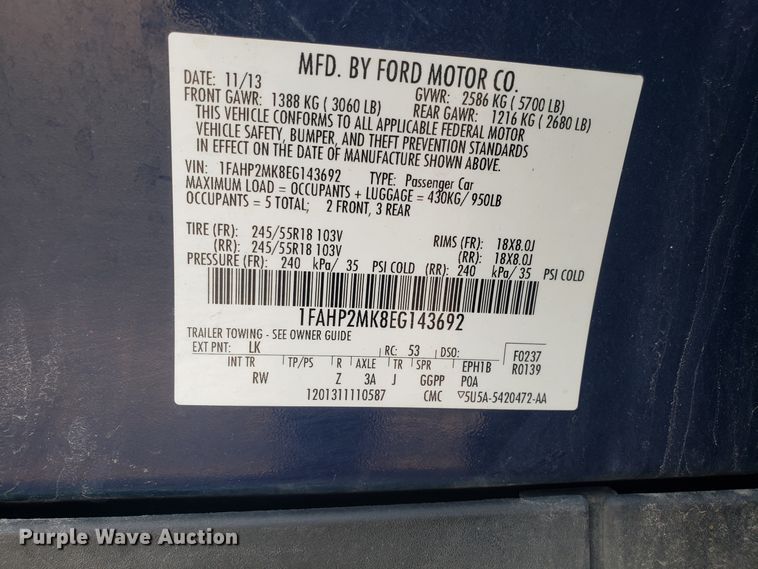 MFD. BY FORD MOTOR CO.
DATE: 11/13 GVWR: 2586 KG ( 5700 LB)
FRONT GAWR: 1388 KG ( 3060 LB) REAR GAWR: 1216 KG ( 2680 LB)
THIS VEHICLE CONFORMS TO ALL APPLICABLE FEDERAL MOTOR
VEHICLE SAFETY, BUMPER, AND THEFT PREVENTION STANDARDS
IN EFFECT ON THE DATE OF MANUFACTURE SHOWN ABOVE.
VIN: 1FAHP2MK8EG143692 TYPE: Passenger Car
MAXIMUM LOAD = OCCUPANTS + LUGGAGE = 430KG/ 950LB
OCCUPANTS = 5 TOTAL; 2 FRONT, 3 REAR
TIRE (FR): 245/55R18 103V RIMS (FR): 18X8.0J
(RR): 245/55R18 103V (RR): 18X8.0J
PRESSURE (FR): 240 kPa/ 35 PSI COLD (RR): 240 kPa/ 35 PSI COLD
1FAHP2MK8EG143692
TRAILER TOWING - SEE OWNER GUIDE
EXT PNT: LK RC: 53 DSO: F0237
INT TR TP/PS R AXLE TR SPR EPH1B R0139
RW Z 3A J GGPP P0A
1201311110587 CMC ▽5U5A-5420472-AA
Purple Wave Auction